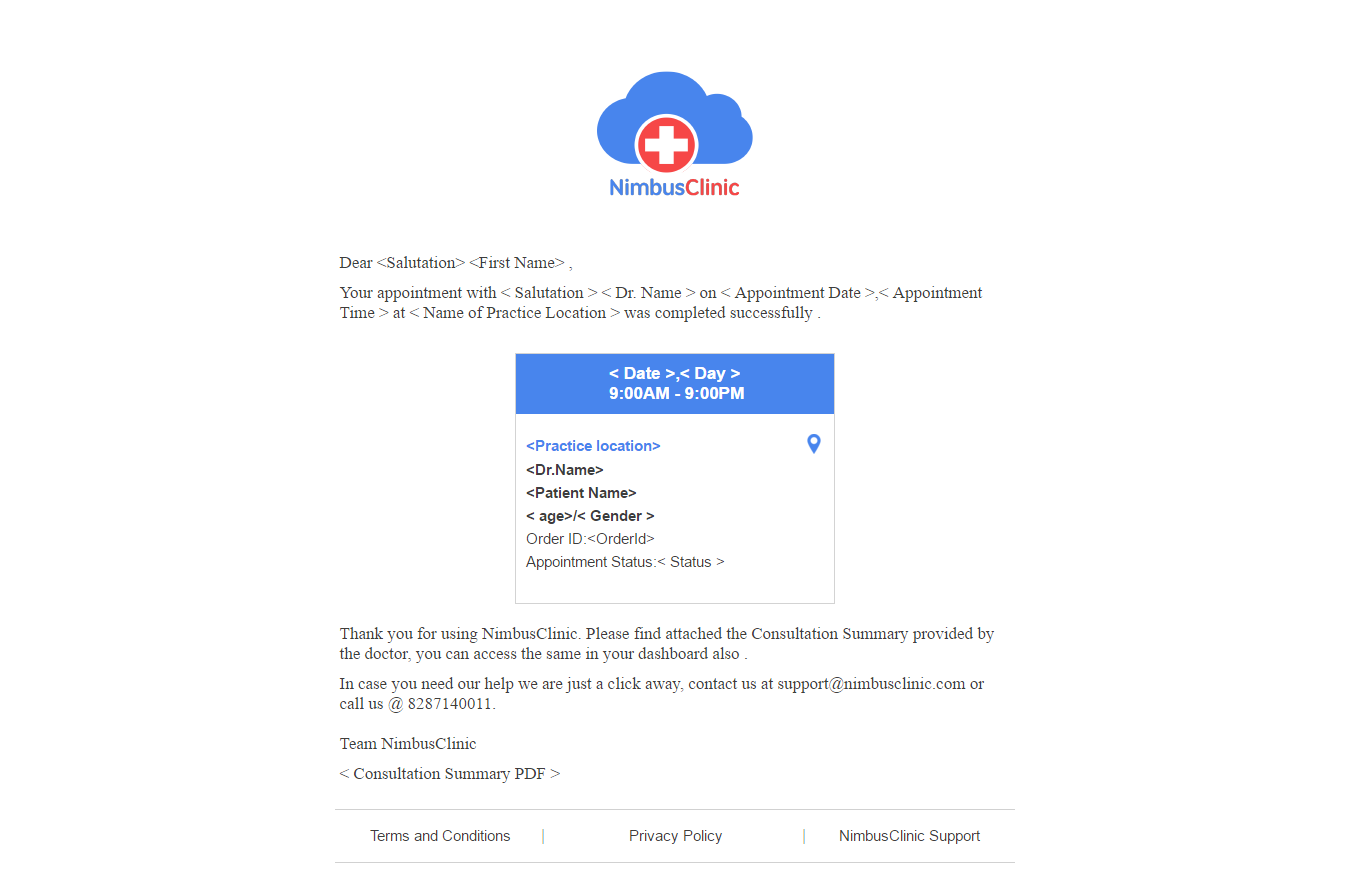 NimbusClinic
Dear <Salutation> <First Name> ,
Your appointment with < Salutation > < Dr. Name > on < Appointment Date >,< Appointment
Time > at < Name of Practice Location > was completed successfully .
< Date >,< Day >
9:00AM - 9:00PM
<Practice location>
<Dr.Name>
<Patient Name>
< age>/< Gender >
Order ID:<OrderId>
Appointment Status:< Status >
Thank you for using NimbusClinic. Please find attached the Consultation Summary provided by
the doctor, you can access the same in your dashboard also .
In case you need our help we are just a click away, contact us at support@nimbusclinic.com or
call us @ 8287140011.
Team NimbusClinic
< Consultation Summary PDF >
Terms and Conditions | Privacy Policy | NimbusClinic Support